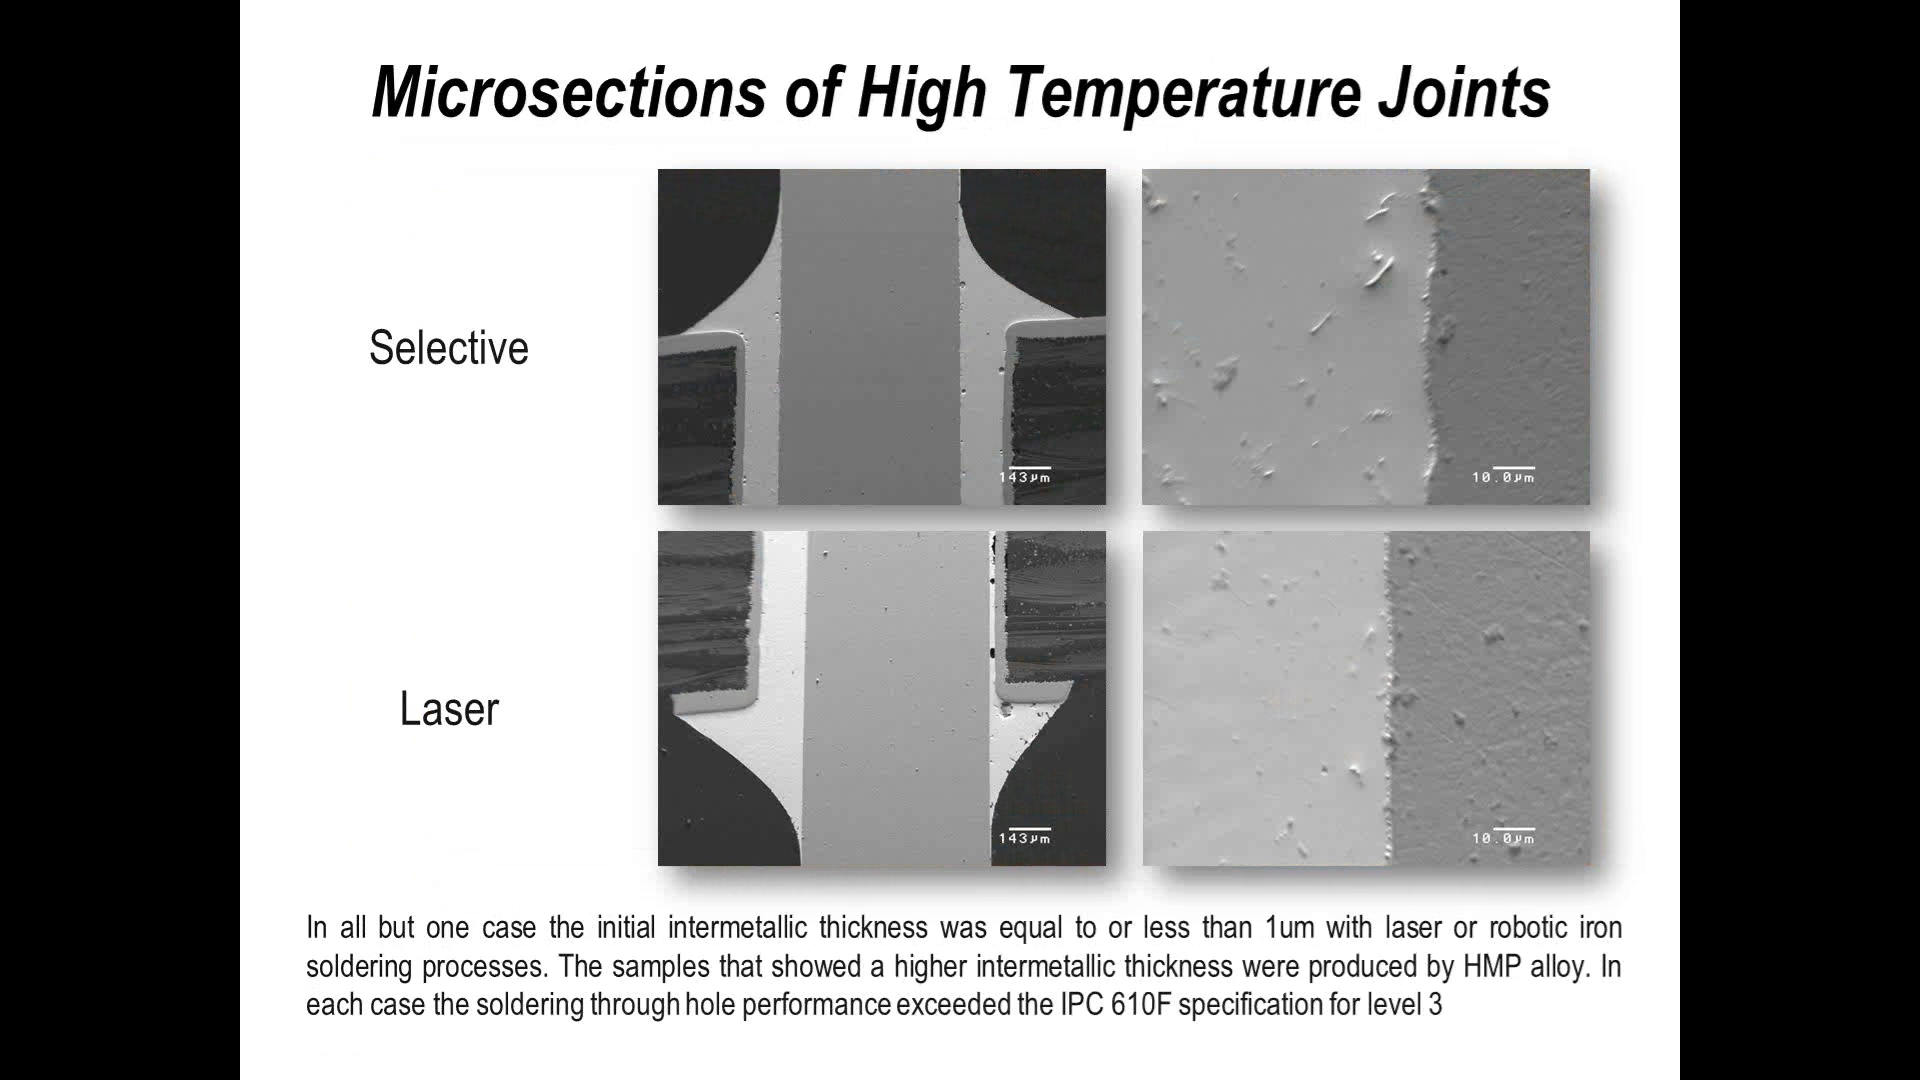 Microsections of High Temperature Joints
Selective
143µm
10.0µm
Laser
143µm
10.0µm
In all but one case the initial intermetallic thickness was equal to or less than 1um with laser or robotic iron
soldering processes. The samples that showed a higher intermetallic thickness were produced by HMP alloy. In
each case the soldering through hole performance exceeded the IPC 610F specification for level 3